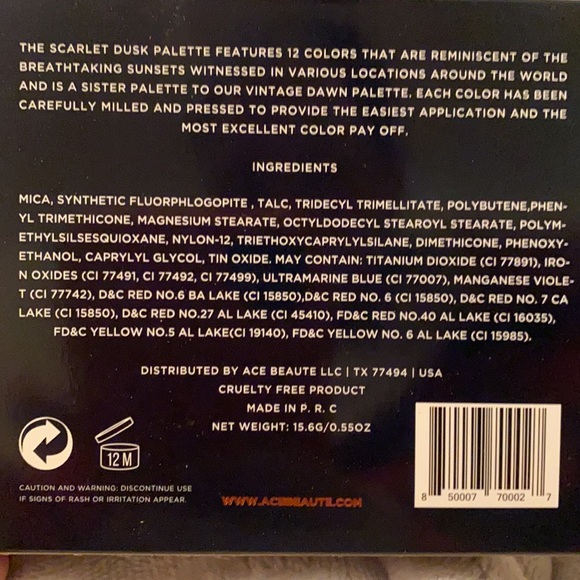 THE SCARLET DUSK PALETTE FEATURES 12 COLORS THAT ARE REMINISCENT OF THE
BREATHTAKING SUNSETS WITNESSED IN VARIOUS LOCATIONS AROUND THE WORLD
AND IS A SISTER PALETTE TO OUR VINTAGE DAWN PALETTE. EACH COLOR HAS BEEN
CAREFULLY MILLED AND PRESSED TO PROVIDE THE EASIEST APPLICATION AND THE
MOST EXCELLENT COLOR PAY OFF.
INGREDIENTS
MICA, SYNTHETIC FLUORPHLOGOPITE , TALC, TRIDECYL TRIMELLITATE, POLYBUTENE,PHEN-
YL TRIMETHICONE, MAGNESIUM STEARATE, OCTYLDODECYL STEAROYL STEARATE, POLYM-
ETHYLSILSESQUIOXANE, NYLON-12, TRIETHOXYCAPRYLYLSILANE, DIMETHICONE, PHENOXY-
ETHANOL, CAPRYLYL GLYCOL, TIN OXIDE. MAY CONTAIN: TITANIUM DIOXIDE (CI 77891), IRO-
N OXIDES (CI 77491, CI 77492, CI 77499), ULTRAMARINE BLUE (CI 77007), MANGANESE VIOLE-
T (CI 77742), D&C RED NO.6 BA LAKE (CI 15850),D&C RED NO. 6 (CI 15850), D&C RED NO. 7 CA
LAKE (CI 15850), D&C RED NO.27 AL LAKE (CI 45410), FD&C RED NO.40 AL LAKE (CI 16035),
FD&C YELLOW NO.5 AL LAKE(CI 19140), FD&C YELLOW NO. 6 AL LAKE (CI 15985).
DISTRIBUTED BY ACE BEAUTE LLC | TX 77494 | USA
CRUELTY FREE PRODUCT
MADE IN P. R. C
NET WEIGHT: 15.6G/0.55OZ
12 M
CAUTION AND WARNING: DISCONTINUE USE
IF SIGNS OF RASH OR IRRITATION APPEAR.
WWW.ACEBEAUTE.COM
8 50007 70002 7